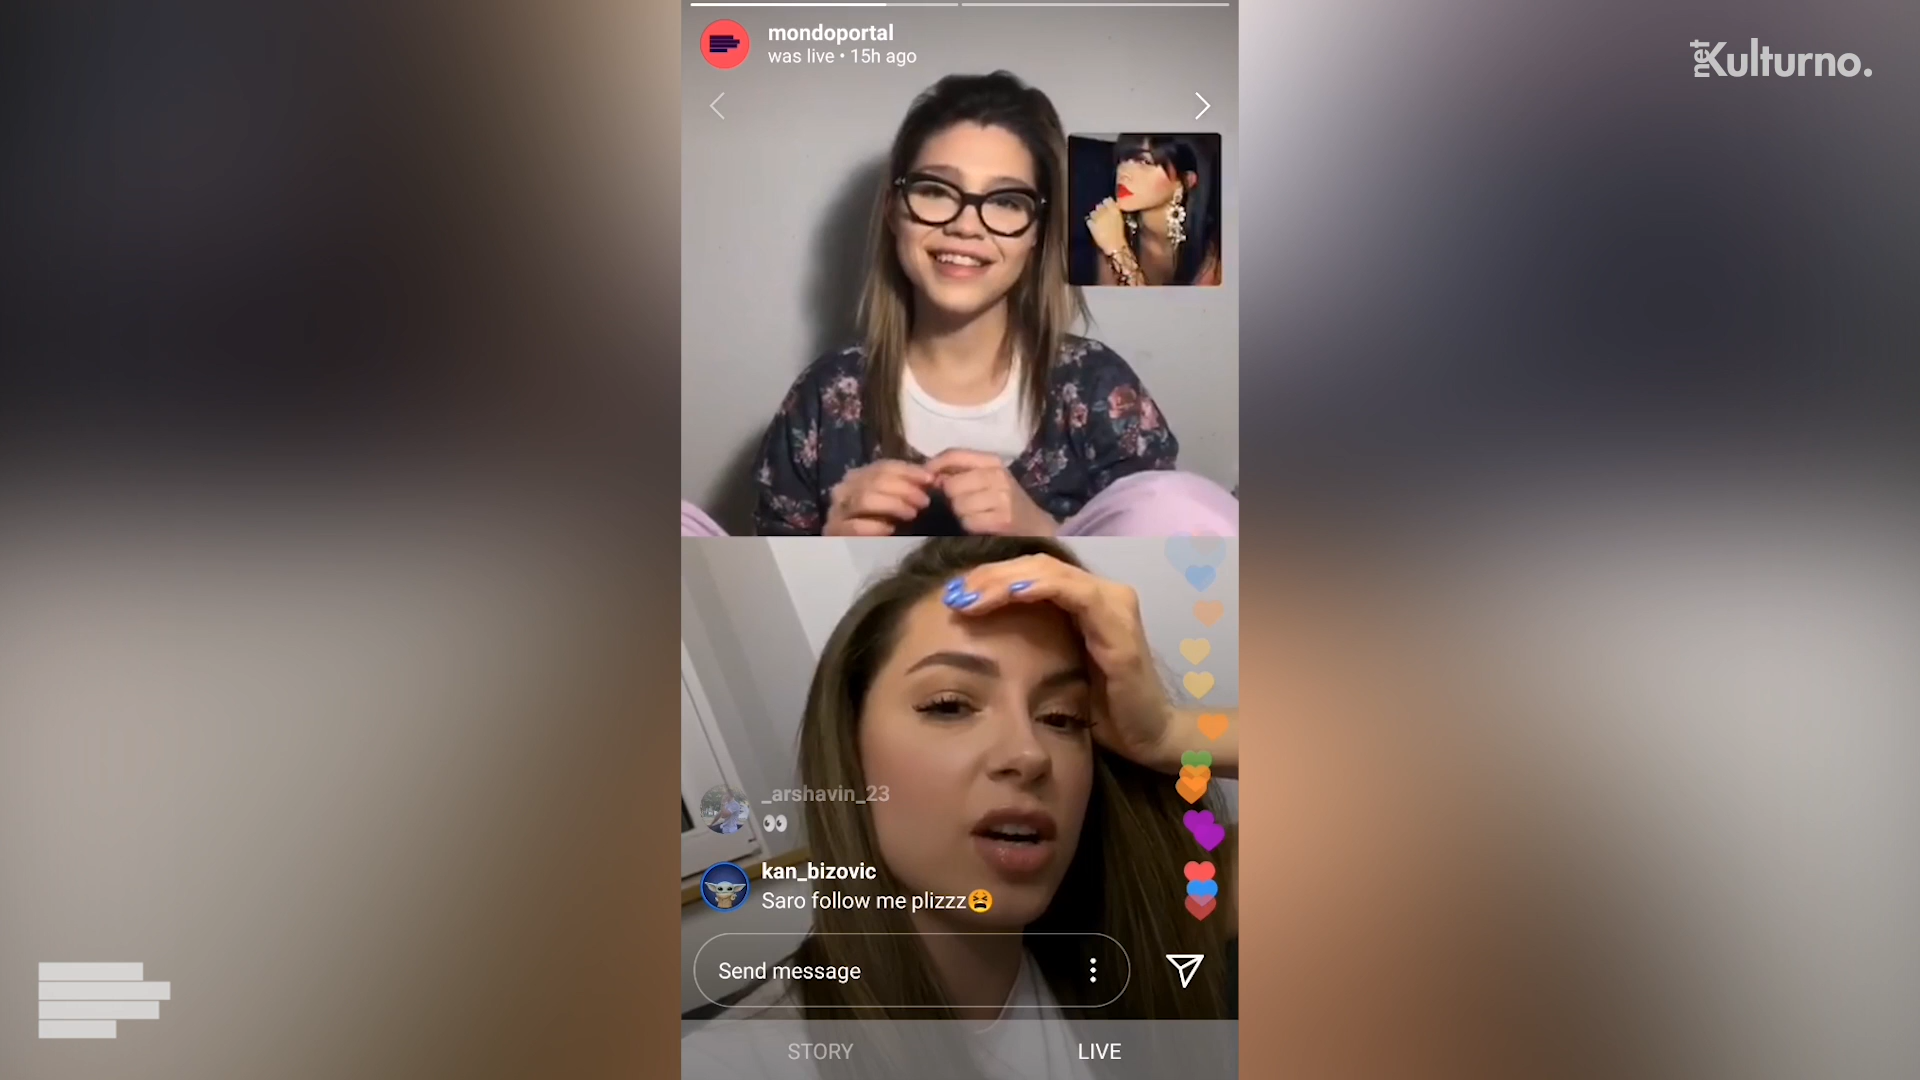 mondoportal
was live • 15h ago
netKulturno.
_arshavin_23
👀
kan_bizovic
Saro follow me plizzz😫
Send message
STORY
LIVE